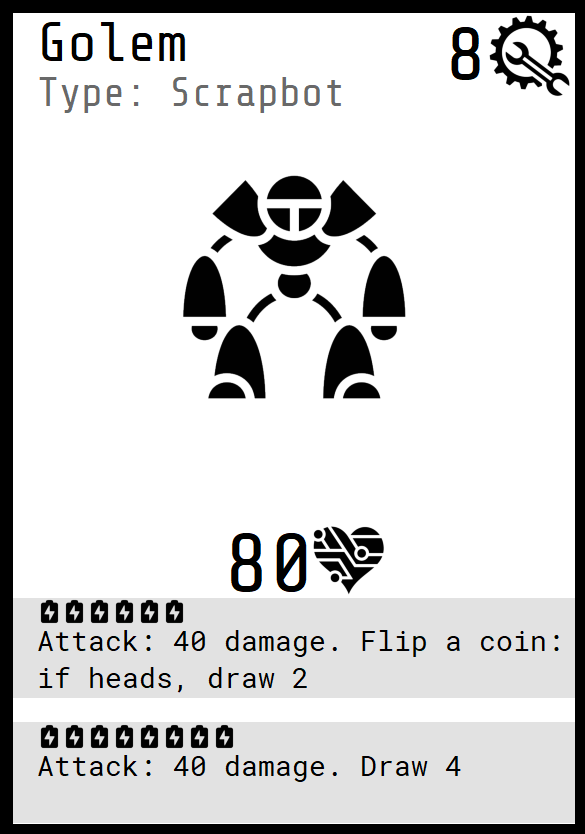 Golem
8
Type: Scrapbot
80
Attack: 40 damage. Flip a coin:
if heads, draw 2
Attack: 40 damage. Draw 4